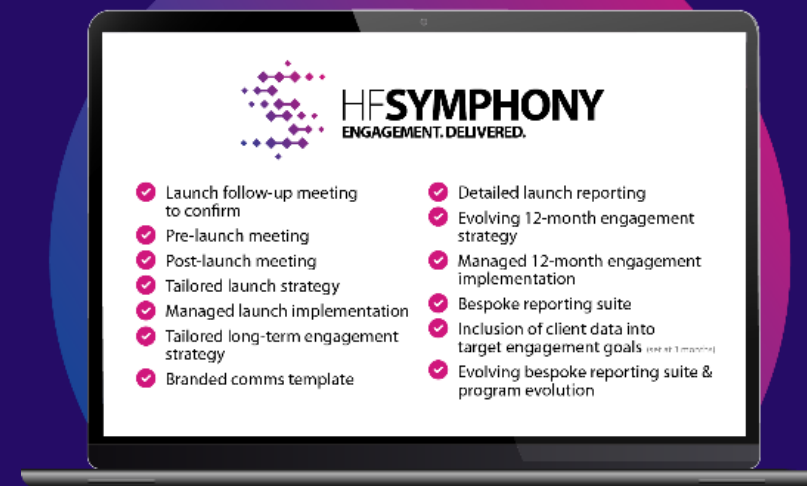 HFSYMPHONY
ENGAGEMENT. DELIVERED.
Launch follow-up meeting
to confirm
Pre-launch meeting
Post-launch meeting
Tailored launch strategy
Managed launch implementation
Tailored long-term engagement
strategy
Branded comms template
Detailed launch reporting
Evolving 12-month engagement
strategy
Managed 12-month engagement
implementation
Bespoke reporting suite
Inclusion of client data into
target engagement goals
Evolving bespoke reporting suite &
program evolution